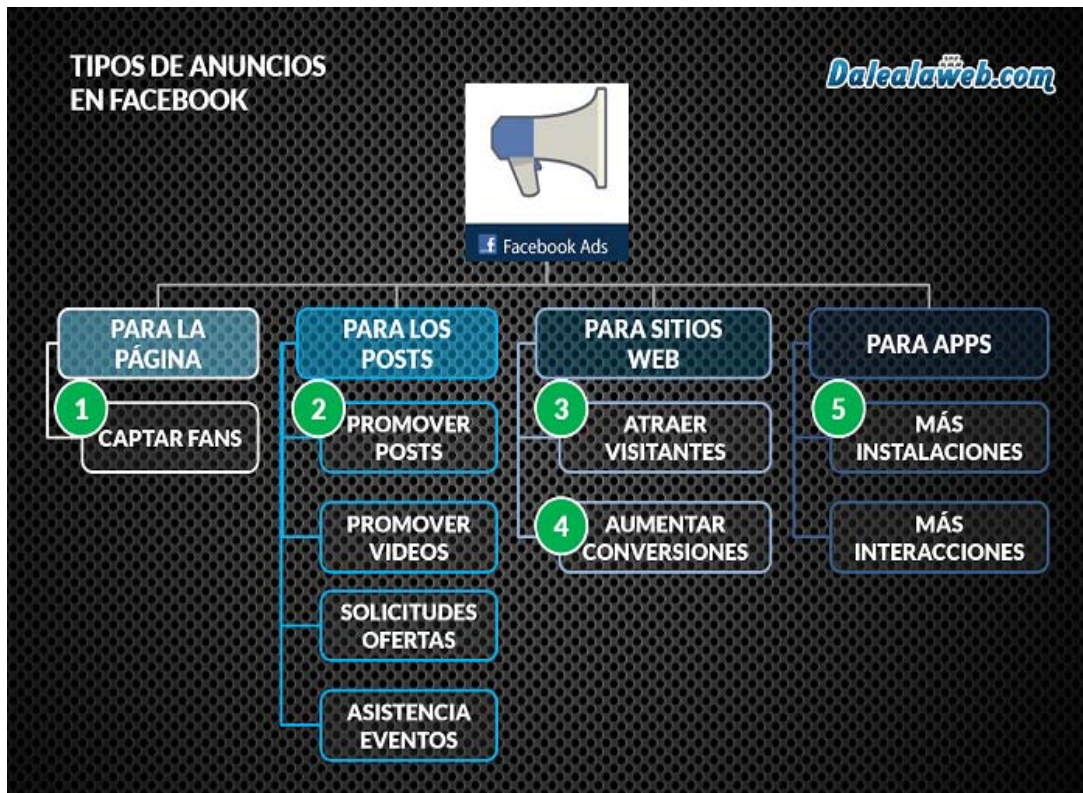 TIPOS DE ANUNCIOS
EN FACEBOOK
Dalealaweb.com
f Facebook Ads
PARA LA
PÁGINA
1
CAPTAR FANS
PARA LOS
POSTS
2
PROMOVER
POSTS
PROMOVER
VIDEOS
SOLICITUDES
OFERTAS
ASISTENCIA
EVENTOS
PARA SITIOS
WEB
3
ATRAER
VISITANTES
4
AUMENTAR
CONVERSIONES
PARA APPS
5
MÁS
INSTALACIONES
MÁS
INTERACCIONES